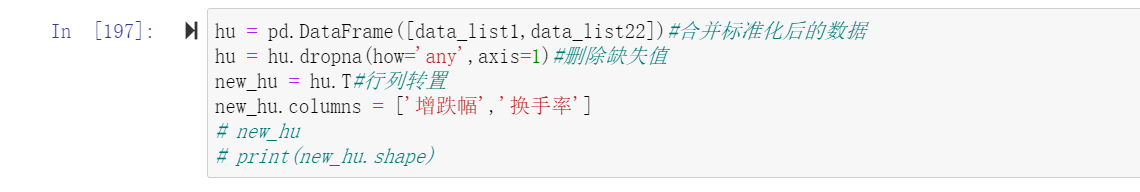 In [197]:
hu = pd.DataFrame([data_list1,data_list22])#合并标准化后的数据
hu = hu.dropna(how='any',axis=1)#删除缺失值
new_hu = hu.T#行列转置
new_hu.columns = ['增跌幅','换手率']
# new_hu
# print(new_hu.shape)